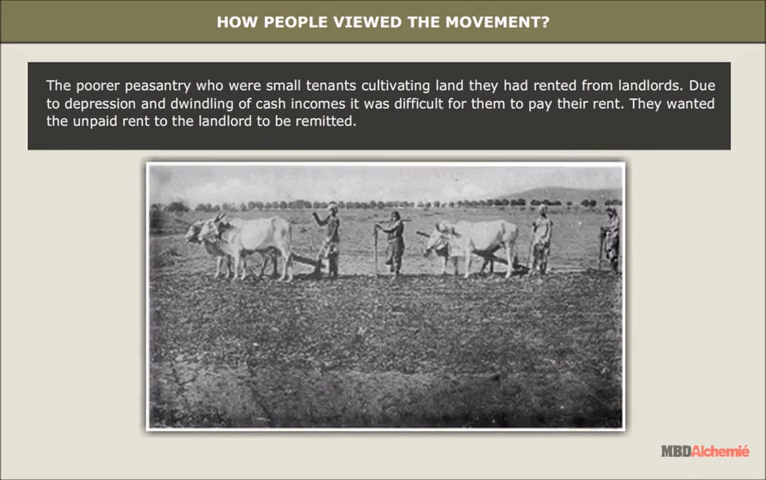 HOW PEOPLE VIEWED THE MOVEMENT?
The poorer peasantry who were small tenants cultivating land they had rented from landlords. Due
to depression and dwindling of cash incomes it was difficult for them to pay their rent. They wanted
the unpaid rent to the landlord to be remitted.
MBDAlchemié